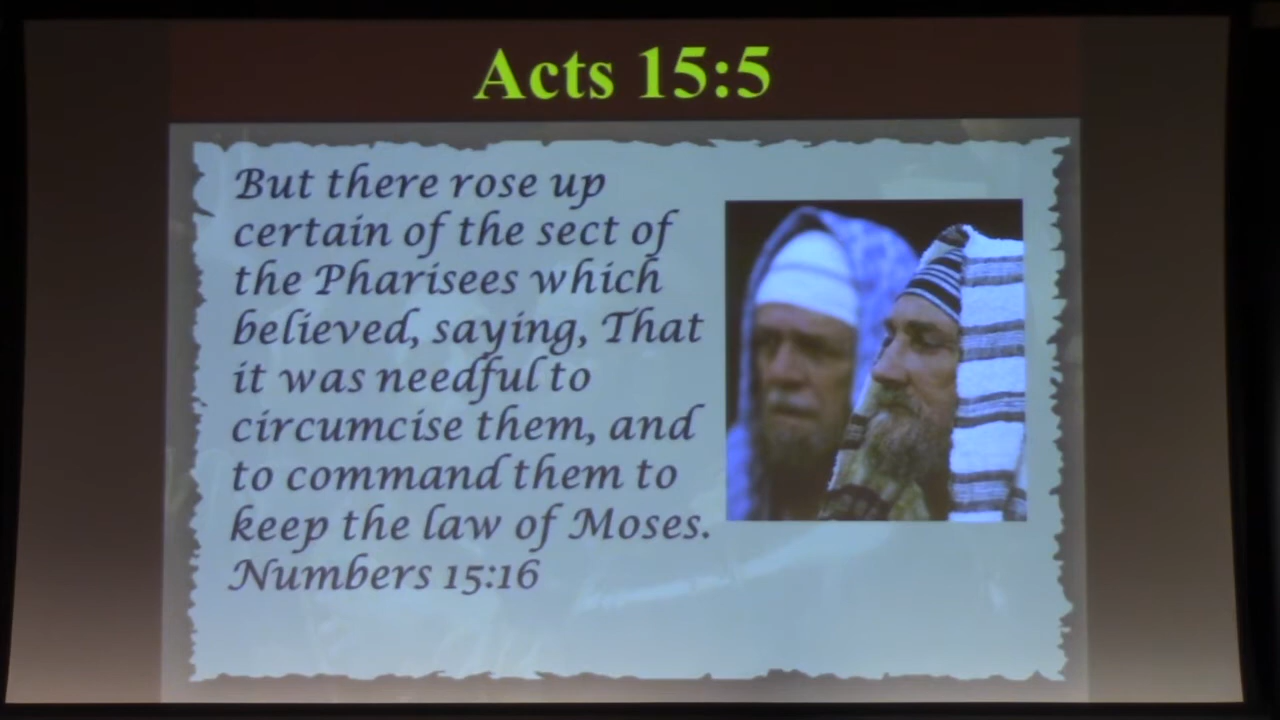 Acts 15:5
But there rose up
certain of the sect of
the Pharisees which
believed, saying, That
it was needful to
circumcise them, and
to command them to
keep the law of Moses.
Numbers 15:16